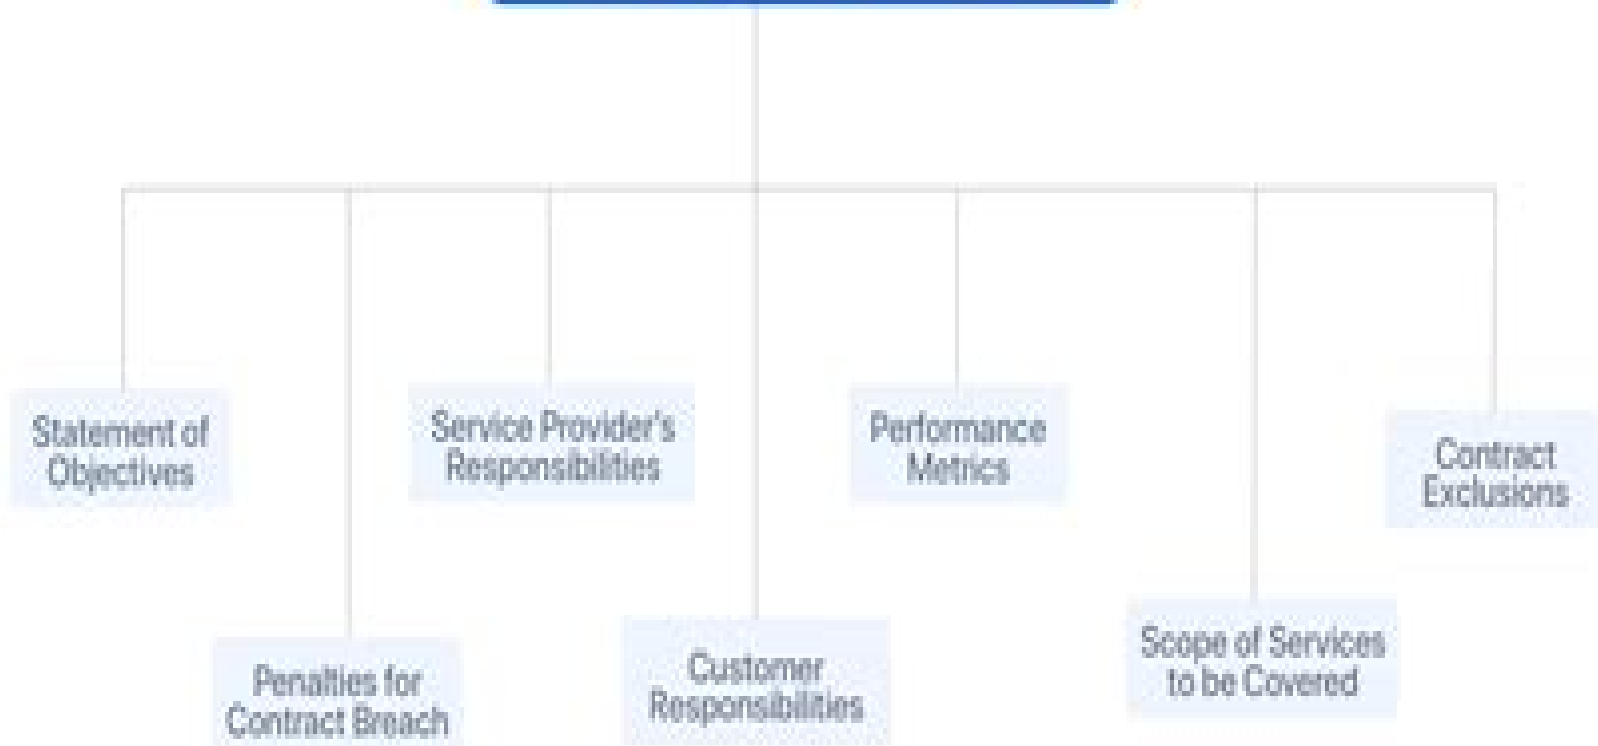 Statement of
Objectives
Service Provider's
Responsibilities
Performance
Metrics
Contract
Exclusions
Penalties for
Contract Breach
Customer
Responsibilities
Scope of Services
to be Covered